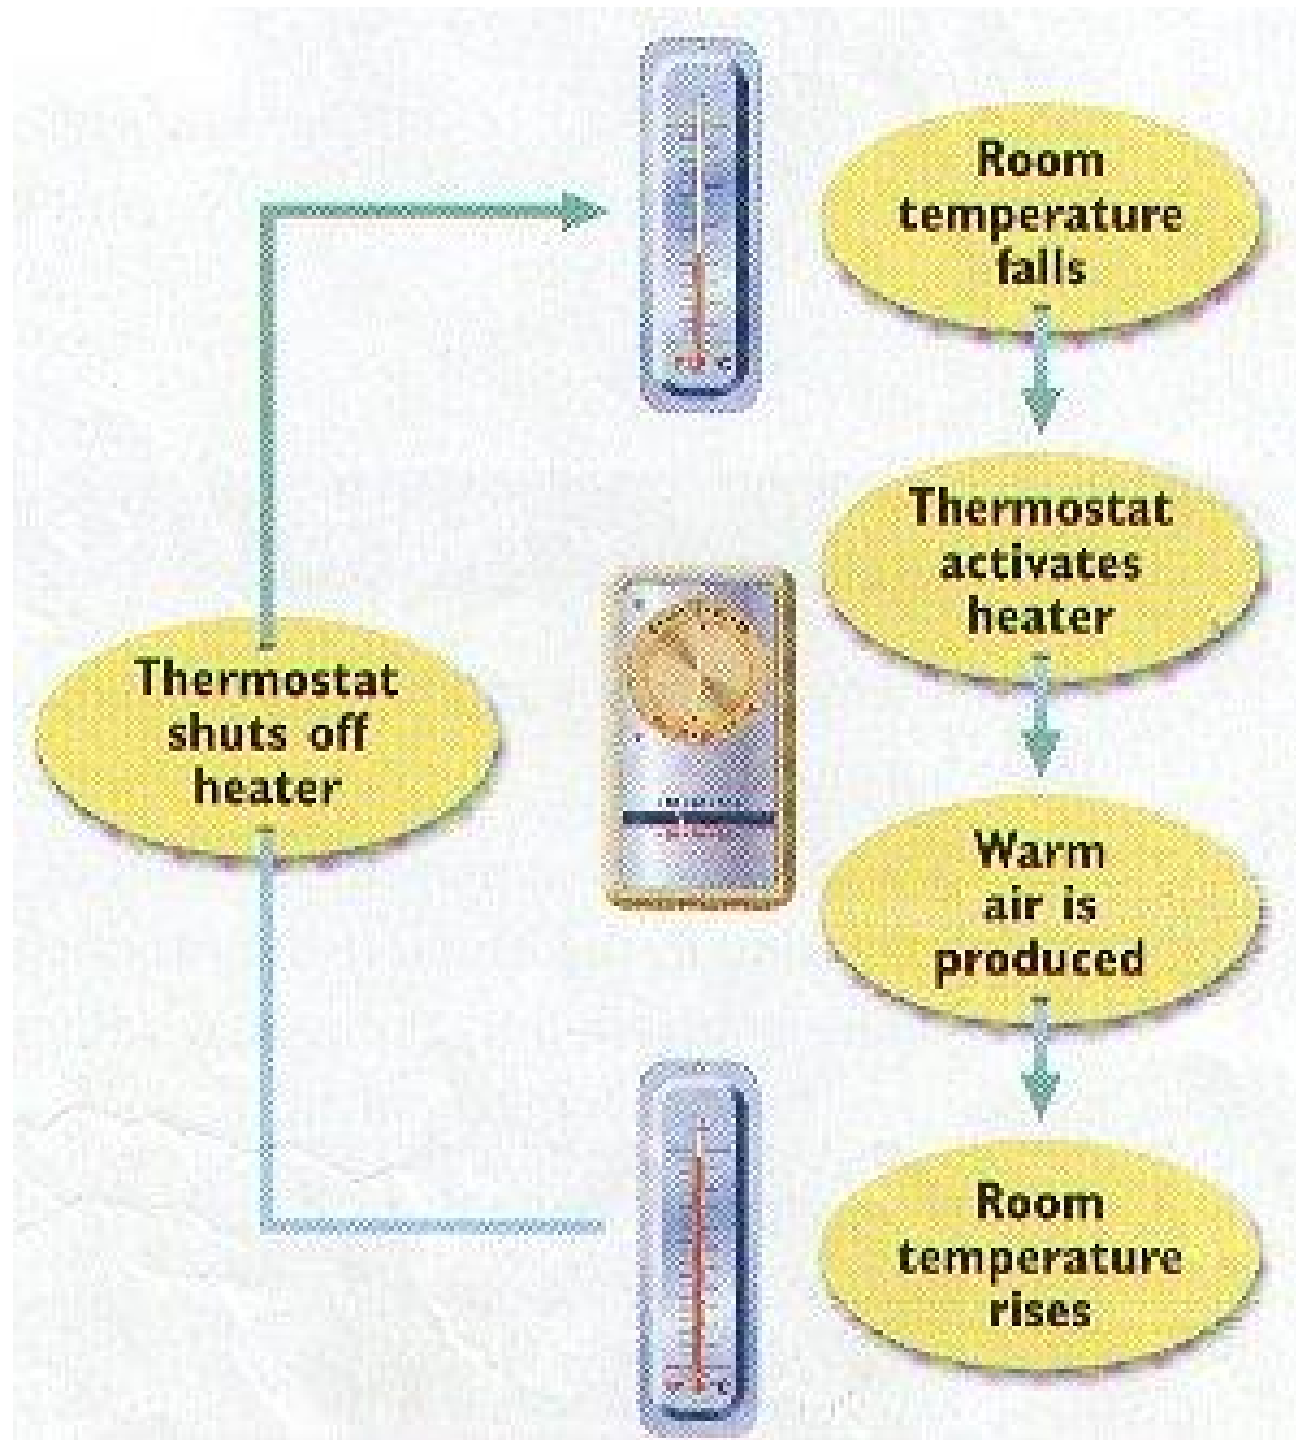 Room
temperature
falls
Thermostat
activates
heater
Warm
air is
produced
Room
temperature
rises
Thermostat
shuts off
heater